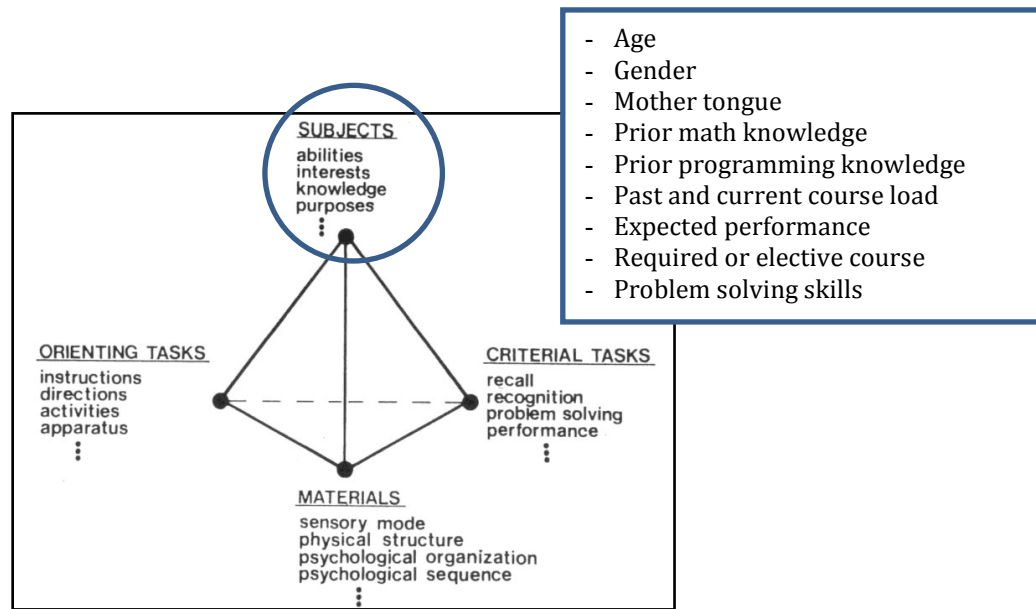 - Age
- Gender
- Mother tongue
- Prior math knowledge
- Prior programming knowledge
- Past and current course load
- Expected performance
- Required or elective course
- Problem solving skills
SUBJECTS
abilities
interests
knowledge
purposes
ORIENTING TASKS
instructions
directions
activities
apparatus
CRITERIAL TASKS
recall
recognition
problem solving
performance
MATERIALS
sensory mode
physical structure
psychological organization
psychological sequence